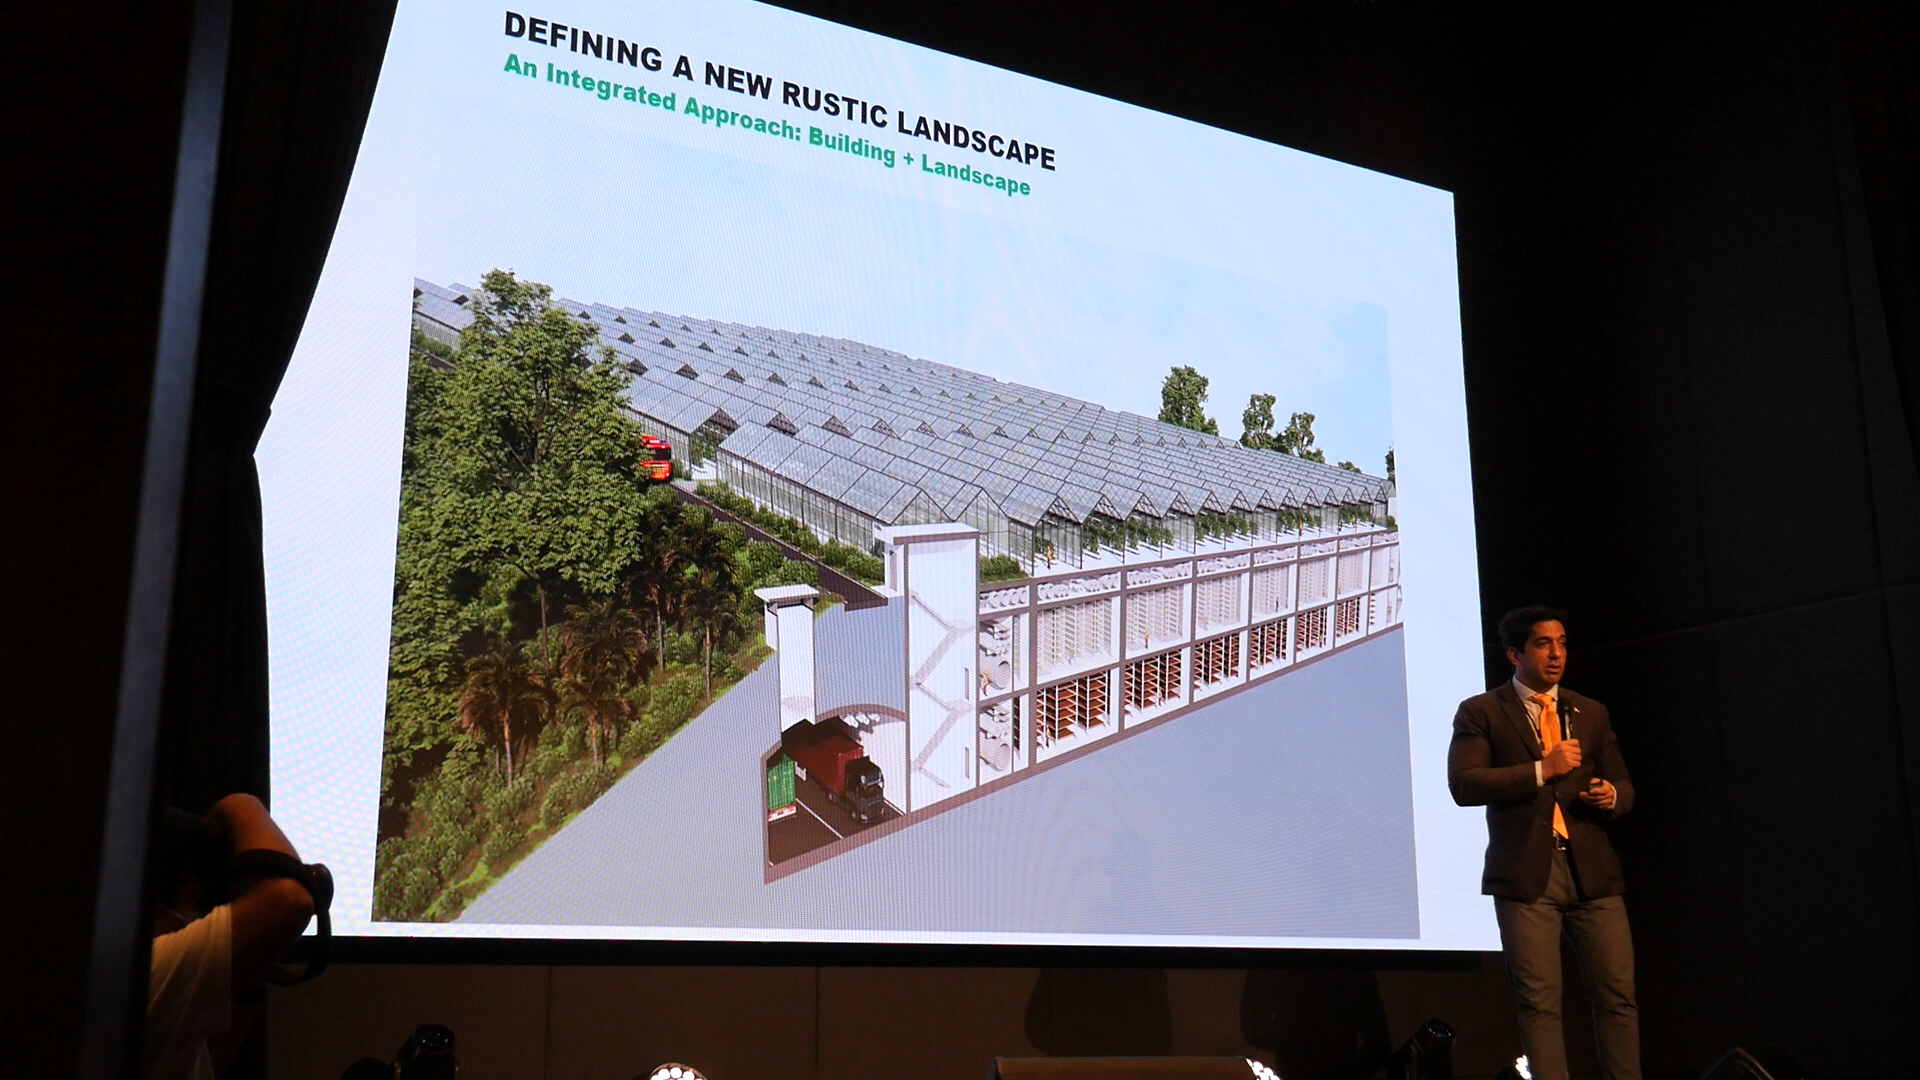 DEFINING A NEW RUSTIC LANDSCAPE
An Integrated Approach: Building + Landscape